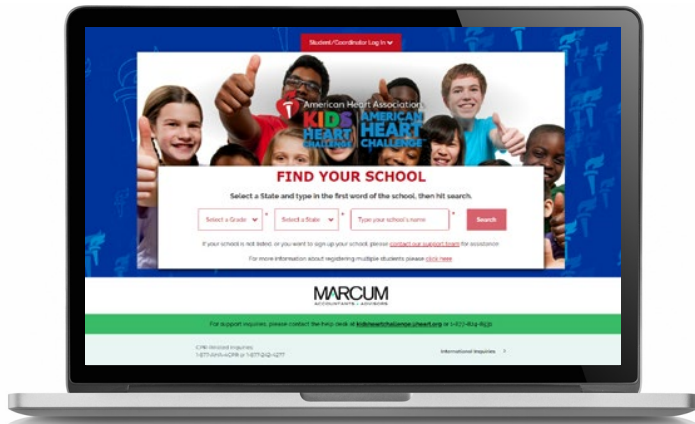 Student/Coordinator Log In
American Heart Association
KIDS HEART CHALLENGE
AMERICAN HEART CHALLENGE
FIND YOUR SCHOOL
Select a State and type in the first word of the school, then hit search.
Select a Grade * Select a State * Type your school's name * Search
If your school is not listed, or you want to sign up your school, please contact our support team for assistance
For more information about registering multiple students please click here
MARCUM
ACCOUNTANTS ▪ ADVISORS
For support inquiries, please contact the help desk at kidsheartchallenge@heart.org or
CPR-related inquiries
International Inquiries